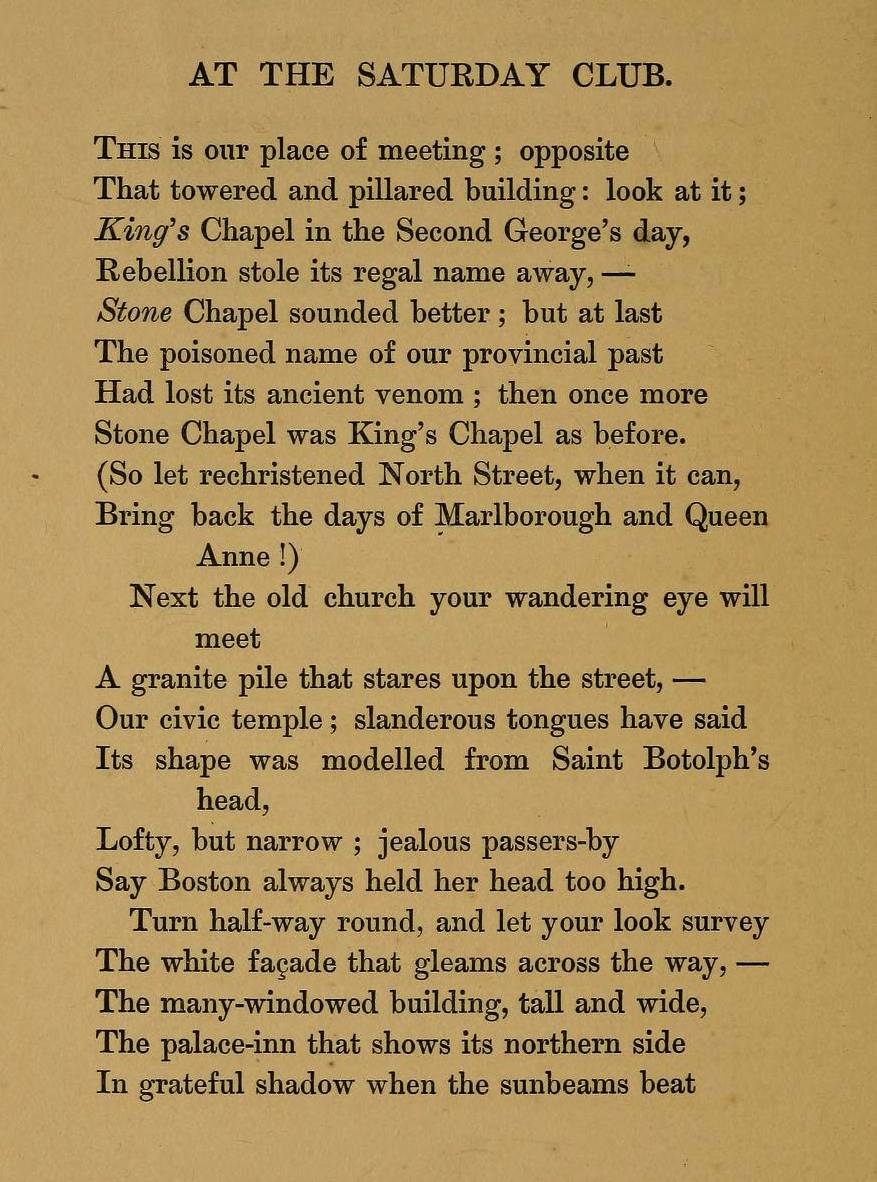 AT THE SATURDAY CLUB.
THIS is our place of meeting ; opposite
That towered and pillared building : look at it ;
King's Chapel in the Second George's day,
Rebellion stole its regal name away, —
Stone Chapel sounded better ; but at last
The poisoned name of our provincial past
Had lost its ancient venom ; then once more
Stone Chapel was King's Chapel as before.
(So let rechristened North Street, when it can,
Bring back the days of Marlborough and Queen
Anne !)
Next the old church your wandering eye will
meet
A granite pile that stares upon the street, —
Our civic temple ; slanderous tongues have said
Its shape was modelled from Saint Botolph's
head,
Lofty, but narrow ; jealous passers-by
Say Boston always held her head too high.
Turn half-way round, and let your look survey
The white façade that gleams across the way, —
The many-windowed building, tall and wide,
The palace-inn that shows its northern side
In grateful shadow when the sunbeams beat